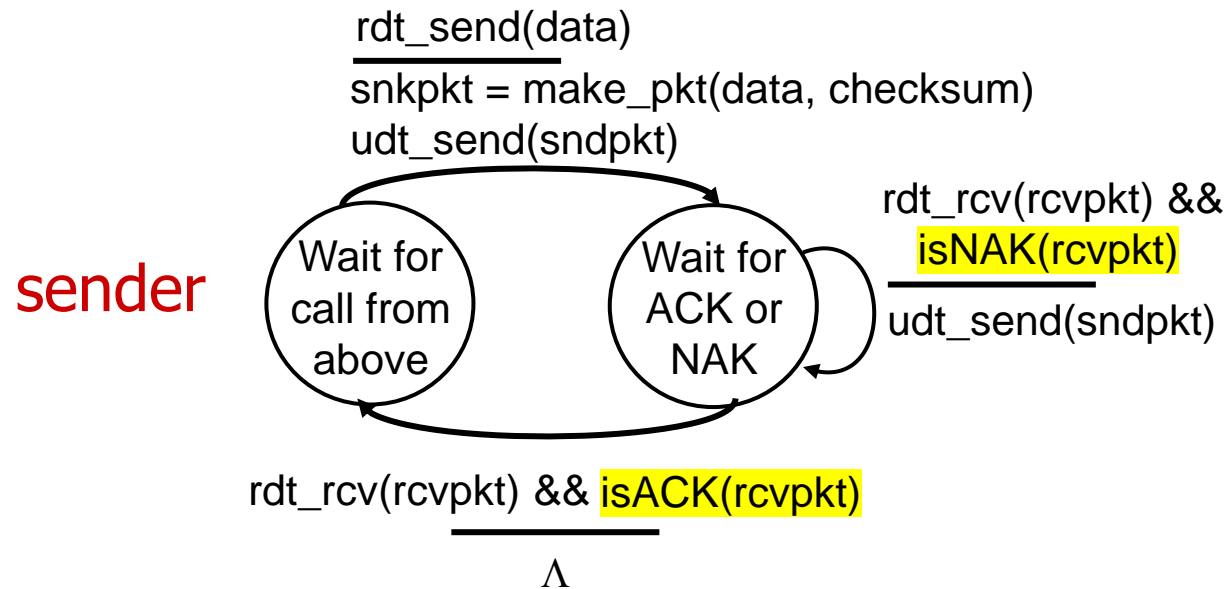 rdt_send(data)
snkpkt = make_pkt(data, checksum)
udt_send(sndpkt)
sender
Wait for
call from
above
Wait for
ACK or
NAK
rdt_rcv(rcvpkt) &&
isNAK(rcvpkt)
udt_send(sndpkt)
rdt_rcv(rcvpkt) && isACK(rcvpkt)
Λ